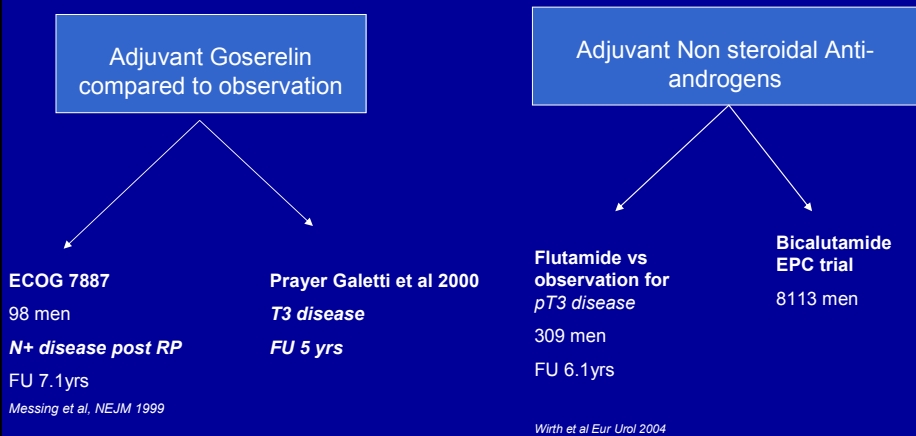 Adjuvant Goserelin
compared to observation
Adjuvant Non steroidal Anti-
androgens
ECOG 7887
98 men
N+ disease post RP
FU 7.1yrs
Messing et al, NEJM 1999
Prayer Galetti et al 2000
T3 disease
FU 5 yrs
Flutamide vs
observation for
pT3 disease
309 men
FU 6.1yrs
Wirth et al Eur Urol 2004
Bicalutamide
EPC trial
8113 men